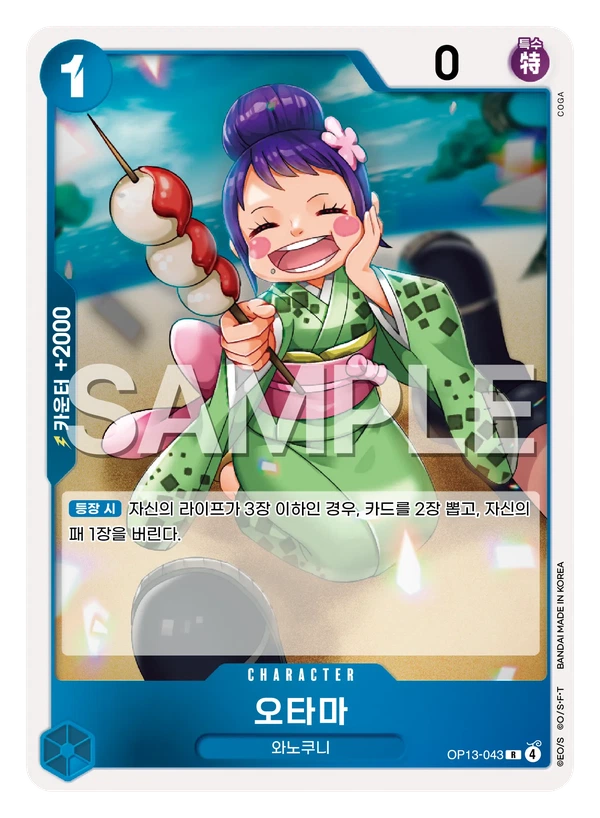 1
0
특수
特
COGA
카운터 +2000
SAMPLE
등장 시 자신의 라이프가 3장 이하인 경우, 카드를 2장 뽑고, 자신의
패 1장을 버린다.
CHARACTER
오타마
와노쿠니
OP13-043 R 4
©EO/S ©O/S·F·T BANDAI MADE IN KOREA